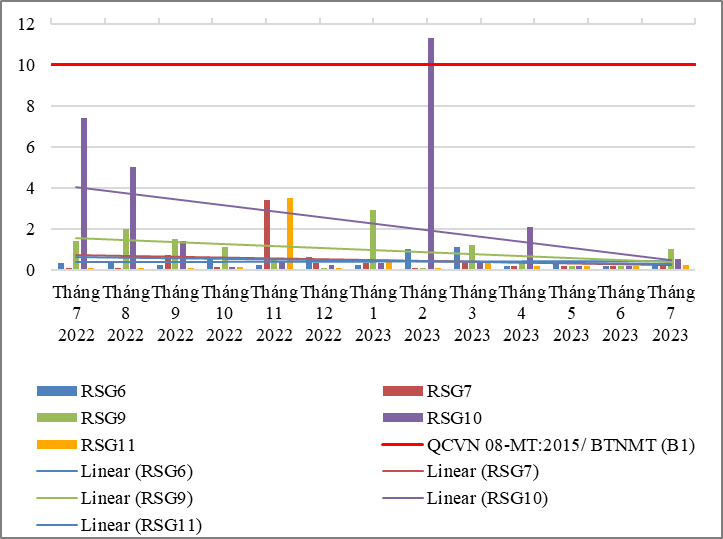 12
10
8
6
4
2
0
Tháng Tháng Tháng Tháng Tháng Tháng Tháng Tháng Tháng Tháng Tháng Tháng Tháng
7 8 9 10 11 12 1 2 3 4 5 6 7
2022 2022 2022 2022 2022 2022 2023 2023 2023 2023 2023 2023 2023
RSG6 RSG7
RSG9 RSG10
RSG11 QCVN 08-MT:2015/ BTNMT (B1)
Linear (RSG6) Linear (RSG7)
Linear (RSG9) Linear (RSG10)
Linear (RSG11)